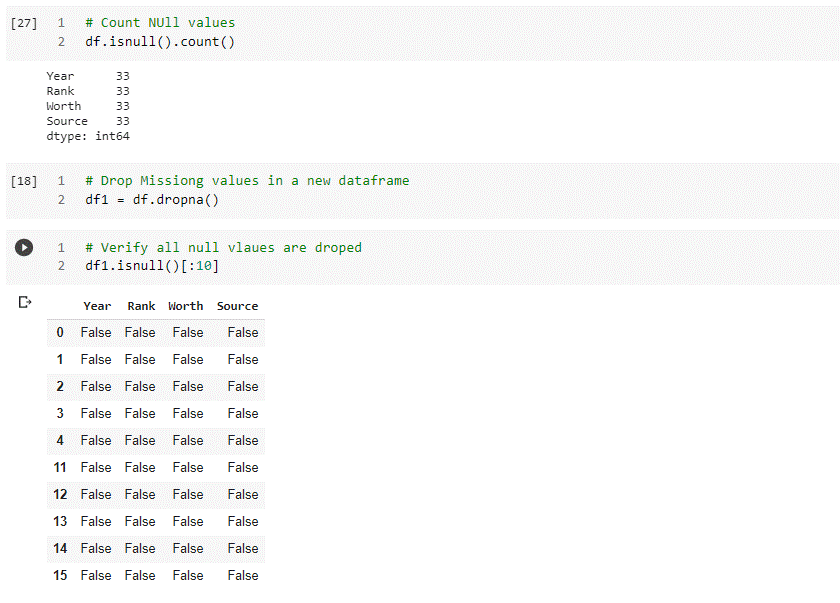 [27] 1 # Count NUll values
2 df.isnull().count()
Year 33
Rank 33
Worth 33
Source 33
dtype: int64
[18] 1 # Drop Missiong values in a new dataframe
2 df1 = df.dropna()
1 # Verify all null vlaues are droped
2 df1.isnull()[:10]
Year Rank Worth Source
0 False False False False
1 False False False False
2 False False False False
3 False False False False
4 False False False False
11 False False False False
12 False False False False
13 False False False False
14 False False False False
15 False False False False